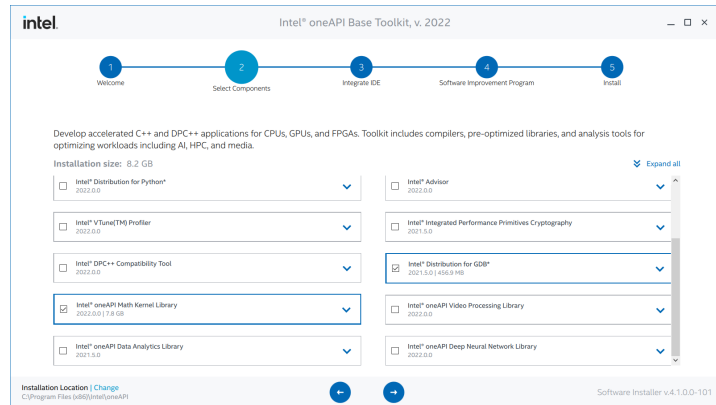 intel.
Intel® oneAPI Base Toolkit, v. 2022
1
2
3
4
5
Welcome
Select Components
Integrate IDE
Software Improvement Program
Install
Develop accelerated C++ and DPC++ applications for CPUs, GPUs, and FPGAs. Toolkit includes compilers, pre-optimized libraries, and analysis tools for
optimizing workloads including AI, HPC, and media.
Installation size: 8.2 GB
Expand all
Intel® Distribution for Python*
2022.0.0
Intel® Advisor
2022.0.0
Intel® VTune(TM) Profiler
2022.0.0
Intel® Integrated Performance Primitives Cryptography
2021.5.0
Intel® DPC++ Compatibility Tool
2022.0.0
Intel® Distribution for GDB*
2021.5.0 | 456.9 MB
Intel® oneAPI Math Kernel Library
2022.0.0 | 7.8 GB
Intel® oneAPI Video Processing Library
2022.0.0
Intel® oneAPI Data Analytics Library
2021.5.0
Intel® oneAPI Deep Neural Network Library
2022.0.0
Installation Location | Change
C:\Program Files (x86)\Intel\oneAPI
Software Installer v.4.1.0.0-101